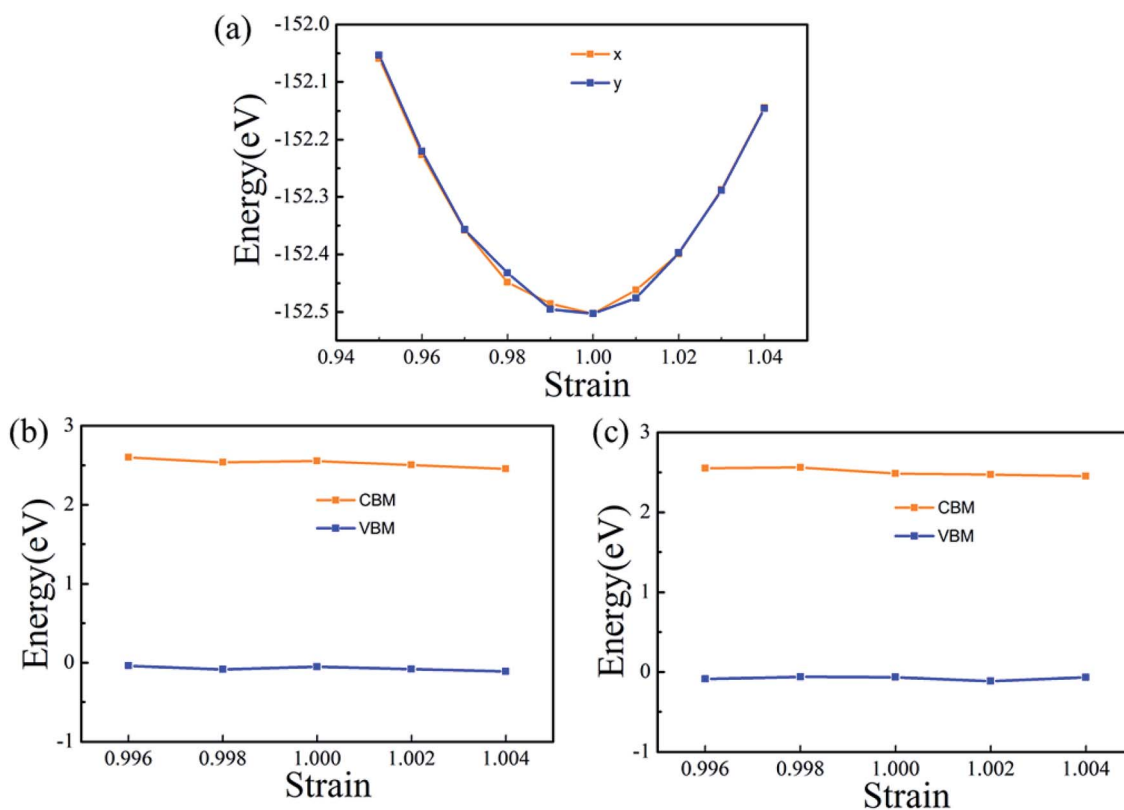 (a)
-152.0
-152.1
-152.2
-152.3
-152.4
-152.5
Energy(eV)
x
y
0.94 0.96 0.98 1.00 1.02 1.04
Strain
(b)
3
2
1
0
-1
Energy(eV)
CBM
VBM
0.996 0.998 1.000 1.002 1.004
Strain
(c)
3
2
1
0
-1
Energy(eV)
CBM
VBM
0.996 0.998 1.000 1.002 1.004
Strain